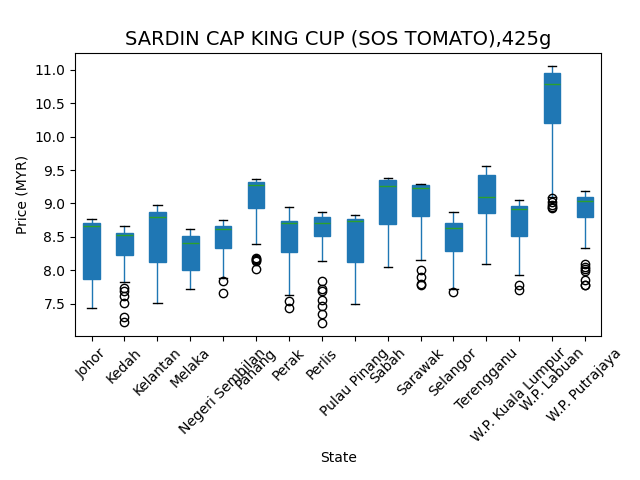 SARDIN CAP KING CUP (SOS TOMATO),425g
Price (MYR)
11.0
10.5
10.0
9.5
9.0
8.5
8.0
7.5
Johor
Kedah
Kelantan
Melaka
Negeri Sembilan
Pahang
Perak
Perlis
Pulau Pinang
Sabah
Sarawak
Selangor
Terengganu
W.P. Kuala Lumpur
W.P. Labuan
W.P. Putrajaya
State